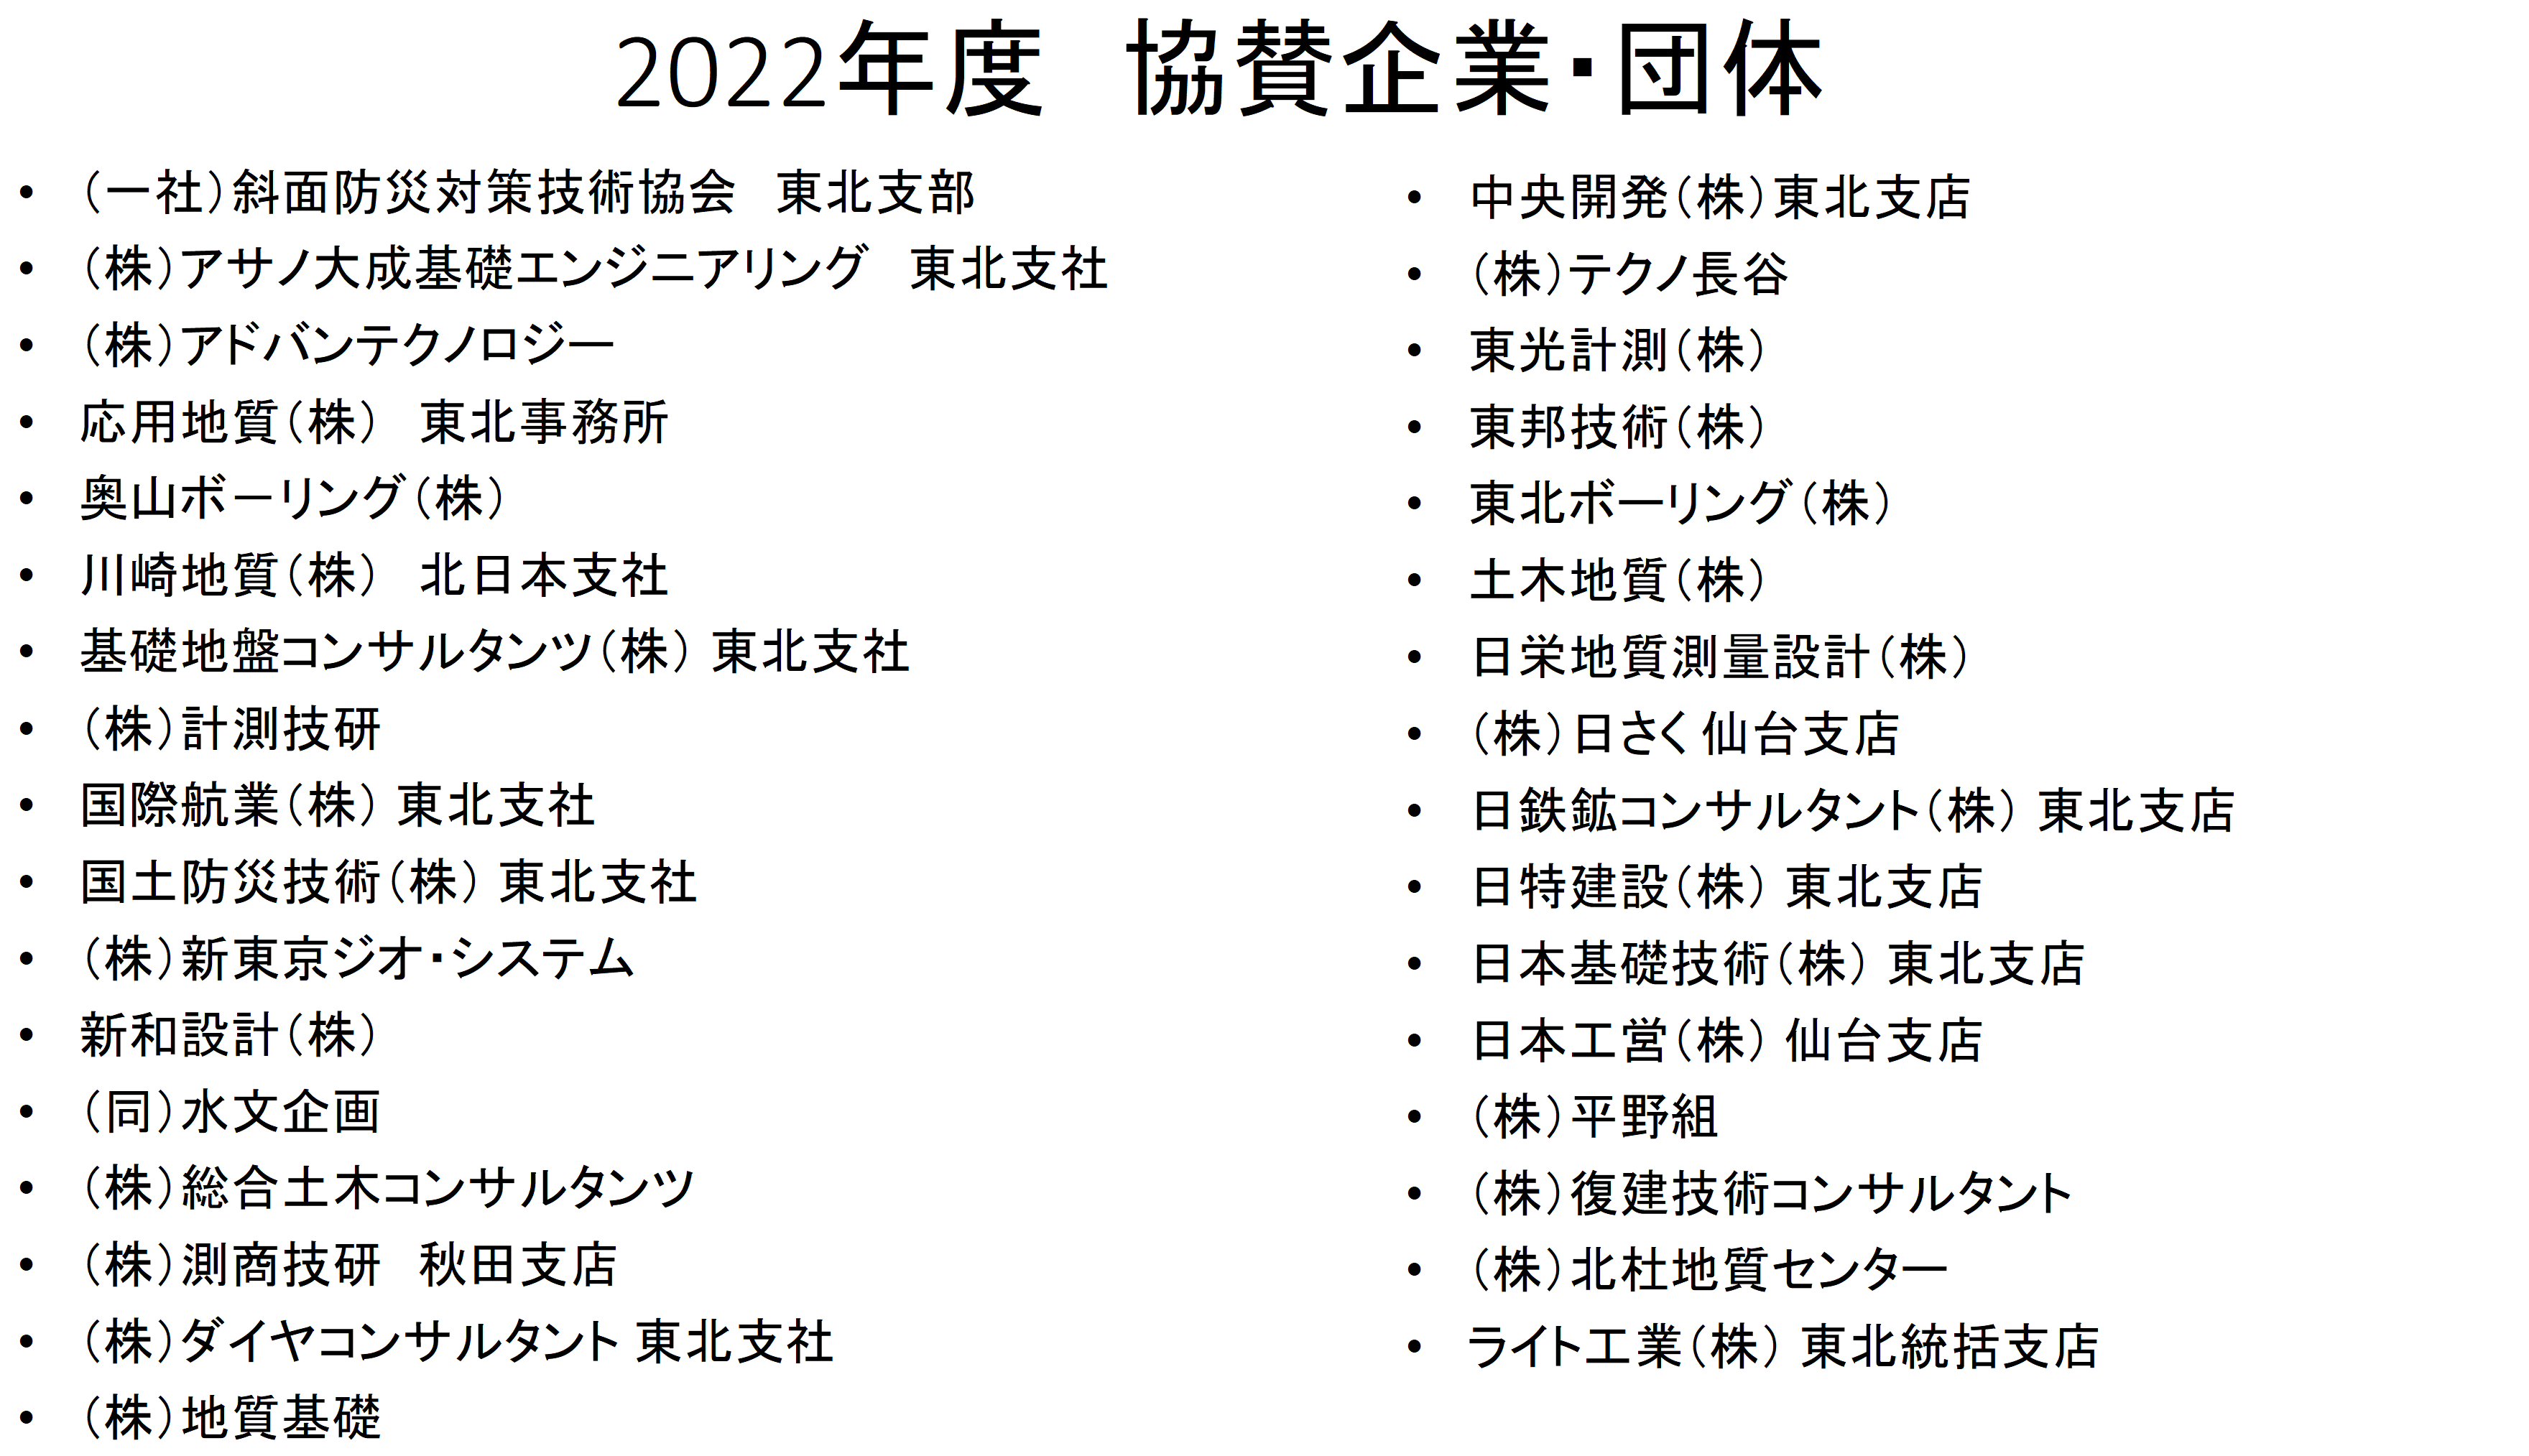 2022年度　協賛企業・団体
• （一社）斜面防災対策技術協会　東北支部
• （株）アサノ大成基礎エンジニアリング　東北支社
• （株）アドバンテクノロジー
• 応用地質（株）　東北事務所
• 奥山ボーリング（株）
• 川崎地質（株）　北日本支社
• 基礎地盤コンサルタンツ（株） 東北支社
• （株）計測技研
• 国際航業（株） 東北支社
• 国土防災技術（株） 東北支社
• （株）新東京ジオ・システム
• 新和設計（株）
• （同）水文企画
• （株）総合土木コンサルタンツ
• （株）測商技研　秋田支店
• （株）ダイヤコンサルタント 東北支社
• （株）地質基礎
• 中央開発（株）東北支店
• （株）テクノ長谷
• 東光計測（株）
• 東邦技術（株）
• 東北ボーリング（株）
• 土木地質（株）
• 日栄地質測量設計（株）
• （株）日さく 仙台支店
• 日鉄鉱コンサルタント（株） 東北支店
• 日特建設（株） 東北支店
• 日本基礎技術（株） 東北支店
• 日本工営（株） 仙台支店
• （株）平野組
• （株）復建技術コンサルタント
• （株）北杜地質センター
• ライト工業（株） 東北統括支店